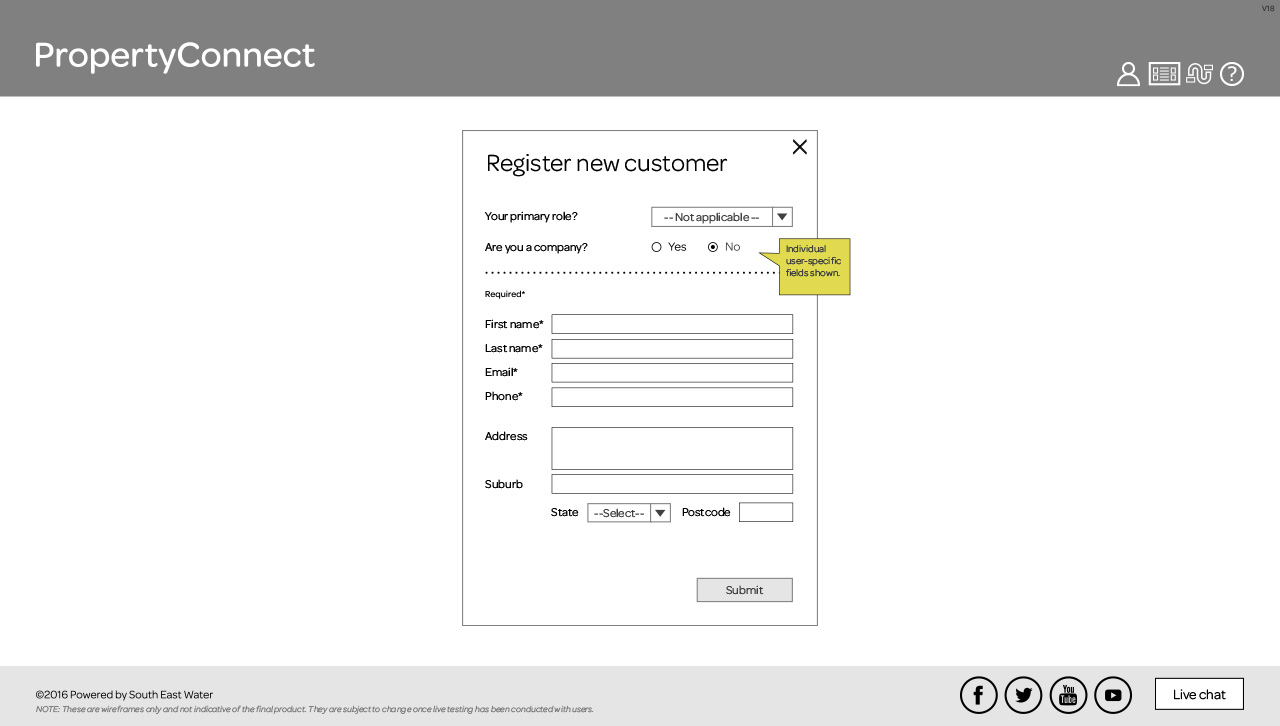 V18
PropertyConnect
?
Register new customer
Your primary role?
-- Not applicable --
Are you a company?
Yes
No
Individual
user-specific
fields shown.
Required*
First name*
Last name*
Email*
Phone*
Address
Suburb
State
--Select--
Postcode
Submit
©2016 Powered by South East Water
NOTE: These are wireframes only and not indicative of the final product. They are subject to change once live testing has been conducted with users.
f
You
Tube
Live chat